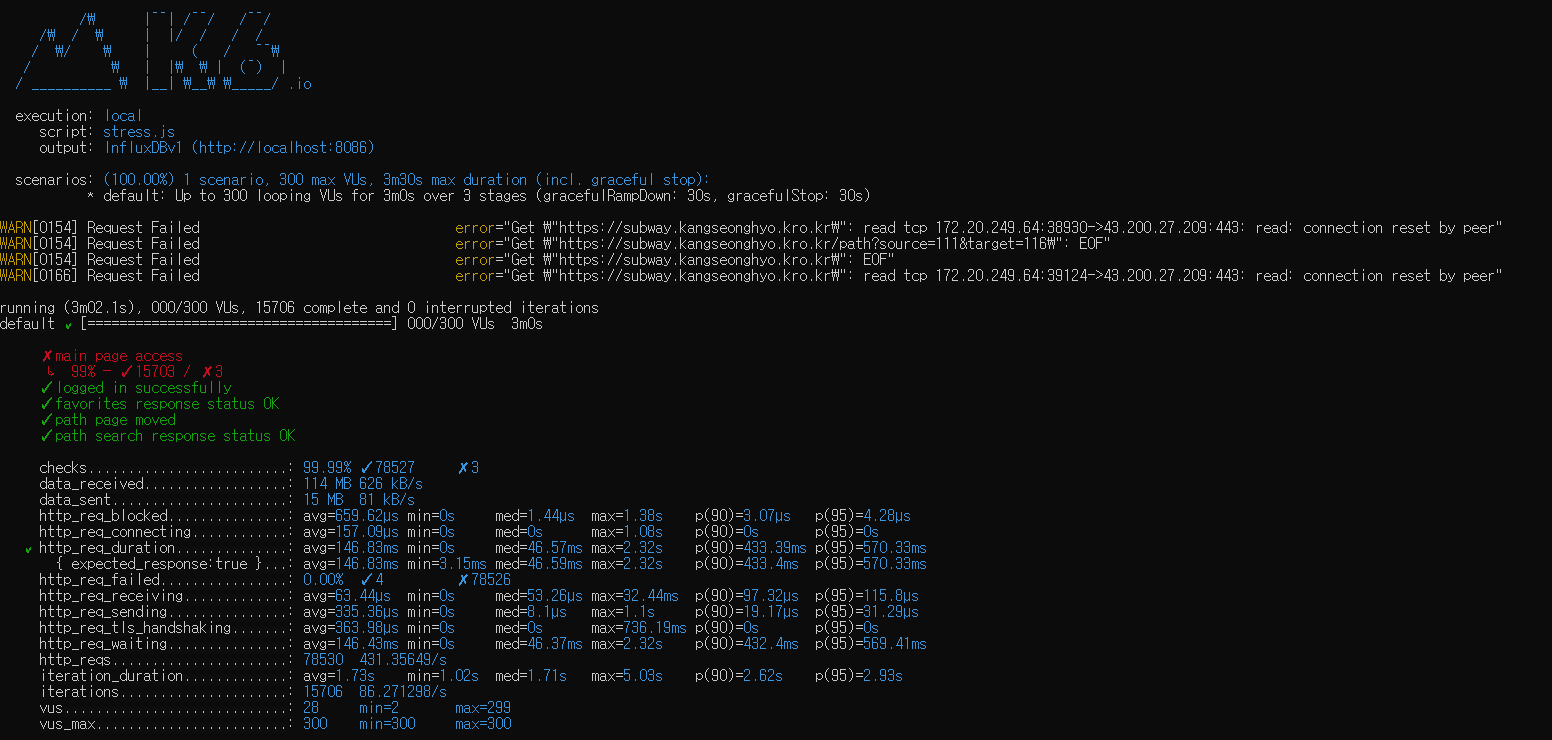 /₩      |‾‾| /‾‾/   /‾‾/
/₩  /  ₩     |  |/  /   /  /
/  ₩/    ₩    |     (   /   ‾‾₩
/          ₩   |  |₩  ₩ |  (‾)  |
/ __________ ₩  |__| ₩__₩ ₩_____/ .io
execution: local
script: stress.js
output: InfluxDBv1 (http://localhost:8086)
scenarios: (100.00%) 1 scenario, 300 max VUs, 3m30s max duration (incl. graceful stop):
* default: Up to 300 looping VUs for 3m0s over 3 stages (gracefulRampDown: 30s, gracefulStop: 30s)
WARN[0154] Request Failed error="Get ₩"https://subway.kangseonghyo.kro.kr₩": read tcp 172.20.249.64:38930->43.200.27.209:443: read: connection reset by peer"
WARN[0154] Request Failed error="Get ₩"https://subway.kangseonghyo.kro.kr/path?source=111&target=116₩": EOF"
WARN[0154] Request Failed error="Get ₩"https://subway.kangseonghyo.kro.kr₩": EOF"
WARN[0166] Request Failed error="Get ₩"https://subway.kangseonghyo.kro.kr₩": read tcp 172.20.249.64:39124->43.200.27.209:443: read: connection reset by peer"
running (3m02.1s), 000/300 VUs, 15706 complete and 0 interrupted iterations
default ✓ [======================================] 000/300 VUs  3m0s
✗ main page access
↳  99% — ✓ 15703 / ✗ 3
✓ logged in successfully
✓ favorites response status OK
✓ path page moved
✓ path search response status OK
checks.........................: 99.99% ✓ 78527 ✗ 3
data_received..................: 114 MB 626 kB/s
data_sent......................: 15 MB 81 kB/s
http_req_blocked...............: avg=659.62µs min=0s med=1.44µs max=1.38s p(90)=3.07µs p(95)=4.28µs
http_req_connecting............: avg=157.09µs min=0s med=0s max=1.08s p(90)=0s p(95)=0s
✓ http_req_duration..............: avg=146.83ms min=0s med=46.57ms max=2.32s p(90)=433.39ms p(95)=570.33ms
{ expected_response:true }...: avg=146.83ms min=3.15ms med=46.59ms max=2.32s p(90)=433.4ms p(95)=570.33ms
http_req_failed................: 0.00% ✓ 4 ✗ 78526
http_req_receiving.............: avg=63.44µs min=0s med=53.26µs max=32.44ms p(90)=97.32µs p(95)=115.8µs
http_req_sending...............: avg=335.36µs min=0s med=8.1µs max=1.1s p(90)=19.17µs p(95)=31.29µs
http_req_tls_handshaking.......: avg=363.98µs min=0s med=0s max=736.19ms p(90)=0s p(95)=0s
http_req_waiting...............: avg=146.43ms min=0s med=46.37ms max=2.32s p(90)=432.4ms p(95)=569.41ms
http_reqs......................: 78530 431.35649/s
iteration_duration.............: avg=1.73s min=1.02s med=1.71s max=5.03s p(90)=2.62s p(95)=2.93s
iterations.....................: 15706 86.271298/s
vus............................: 28 min=2 max=299
vus_max........................: 300 min=300 max=300